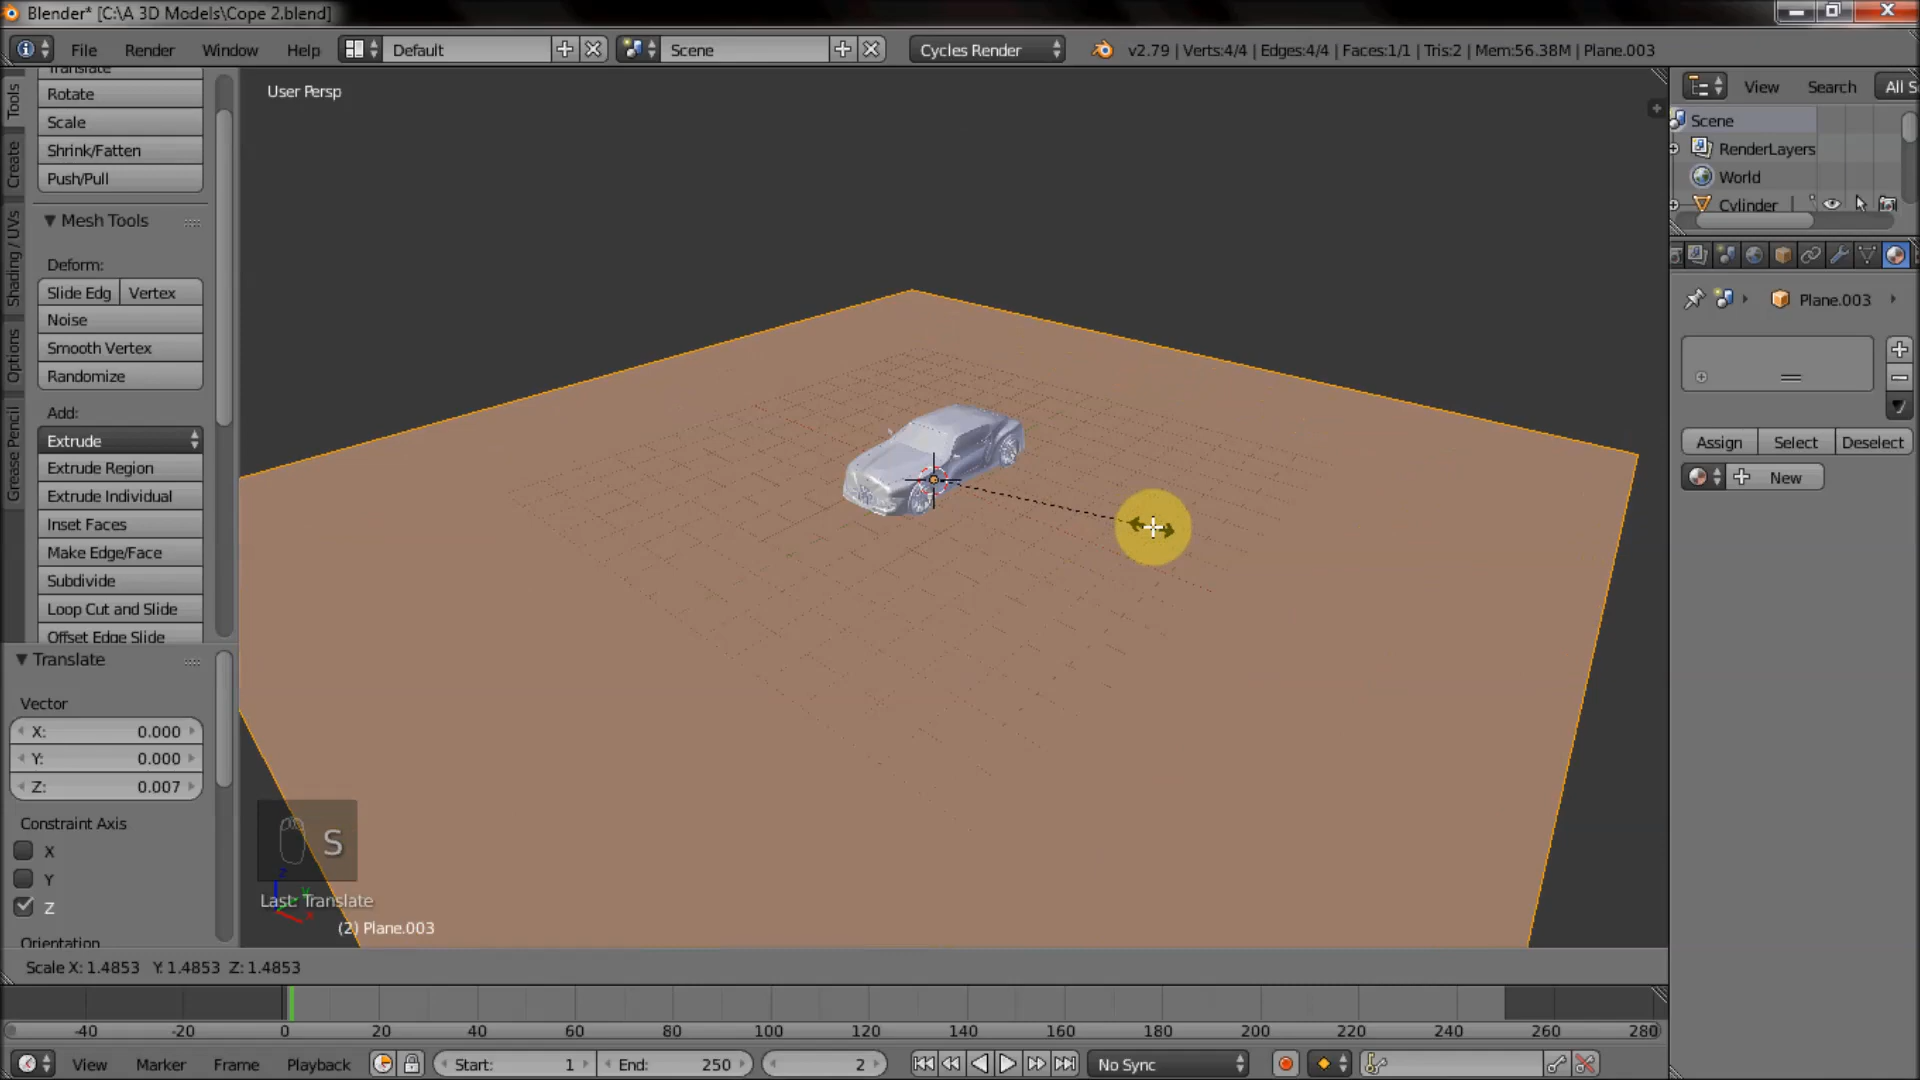 Blender* [C:\A 3D Models\Cope 2.blend]
File Render Window Help Default Scene Cycles Render v2.79 | Verts:4/4 | Edges:4/4 | Faces:1/1 | Tris:2 | Mem:56.38M | Plane.003
Translate
Rotate
Scale
Shrink/Fatten
Push/Pull
Mesh Tools
Deform:
Slide Edg Vertex
Noise
Smooth Vertex
Randomize
Add:
Extrude
Extrude Region
Extrude Individual
Inset Faces
Make Edge/Face
Subdivide
Loop Cut and Slide
Offset Edge Slide
Tools
Create
Shading / UVs
Options
Grease Pencil
Translate
Vector
X: 0.000
Y: 0.000
Z: 0.007
Constraint Axis
X
Y
Z
Orientation
User Persp
S
Last: Translate
(2) Plane.003
Scale X: 1.4853 Y: 1.4853 Z: 1.4853
View Search All S
Scene
RenderLayers
World
Cylinder
Plane.003
Assign Select Deselect
New
-40 -20 0 20 40 60 80 100 120 140 160 180 200 220 240 260 280
View Marker Frame Playback Start: 1 End: 250 2 No Sync